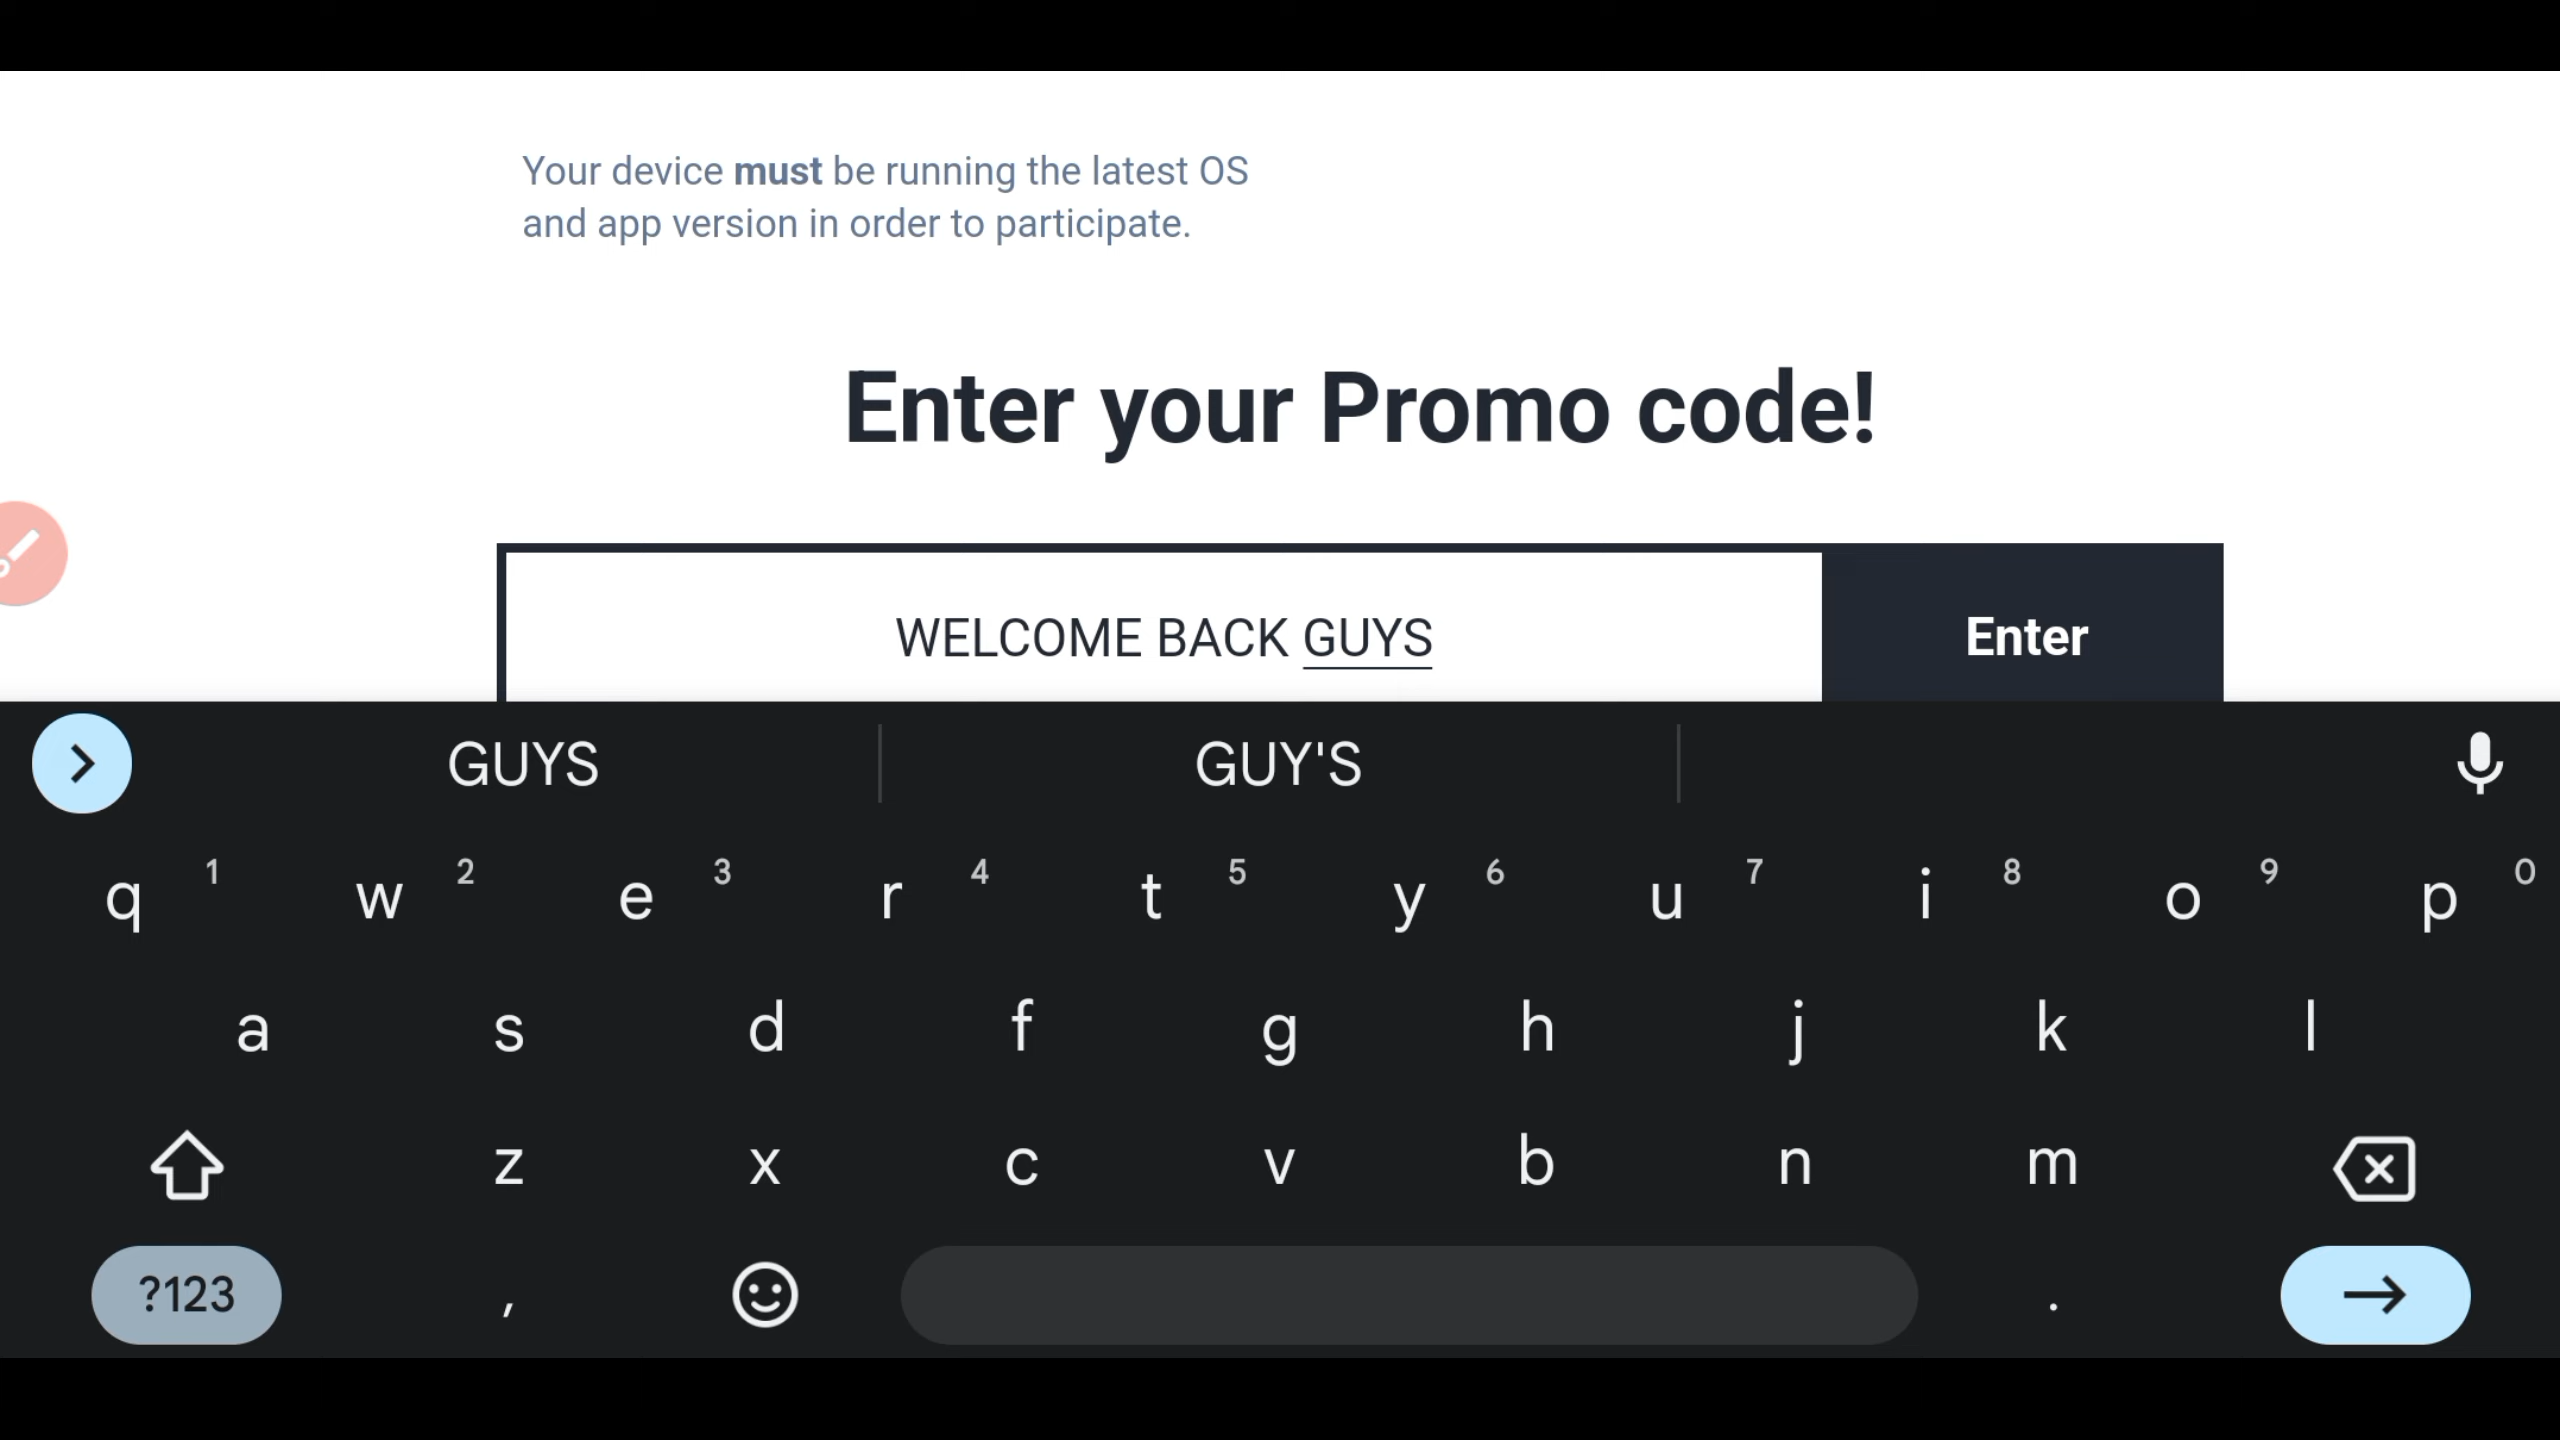 Your device must be running the latest OS
and app version in order to participate.
Enter your Promo code!
WELCOME BACK GUYS
Enter
GUYS GUY'S
q 1 w 2 e 3 r 4 t 5 y 6 u 7 i 8 o 9 p 0
a s d f g h j k l
z x c v b n m
?123 , .